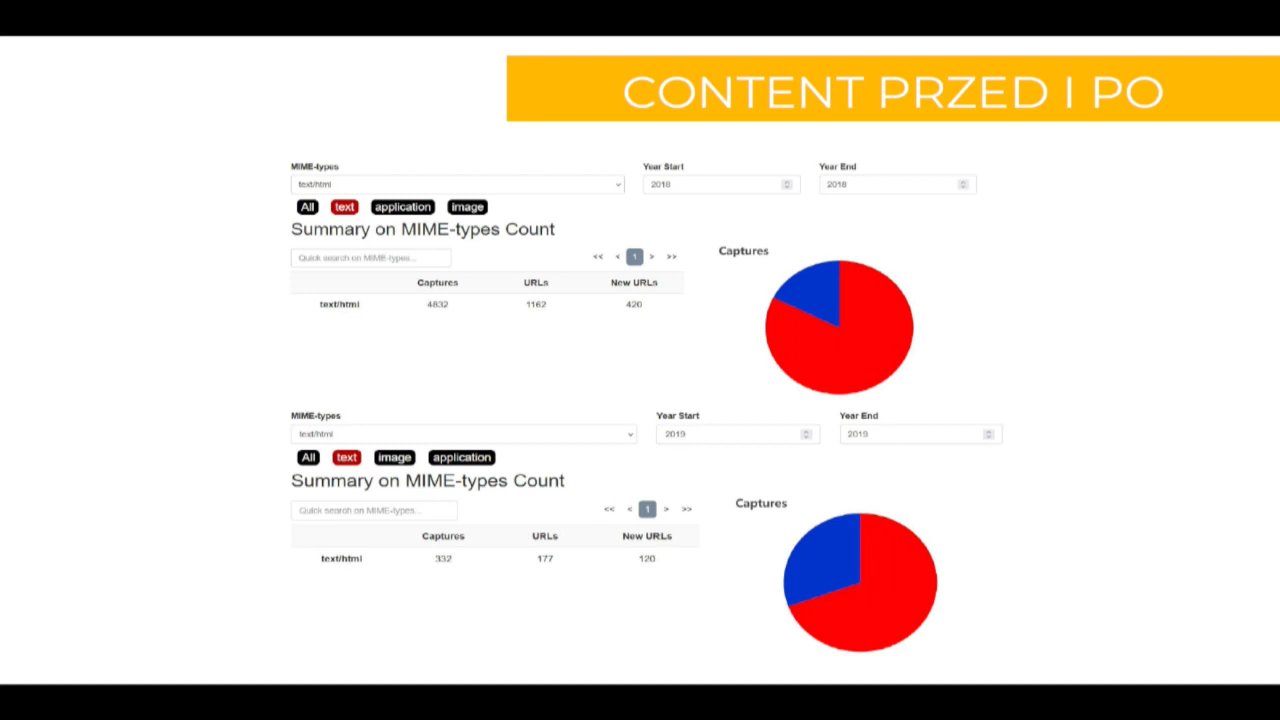 CONTENT PRZED I PO
MIME-types Year Start Year End
text/html 2018 2018
All text application image
Summary on MIME-types Count
Captures
Quick search on MIME-types... << < 1 > >>
Captures URLs New URLs
text/html 4832 1162 420
MIME-types Year Start Year End
text/html 2019 2019
All text image application
Summary on MIME-types Count
Captures
Quick search on MIME-types... << < 1 > >>
Captures URLs New URLs
text/html 332 177 120